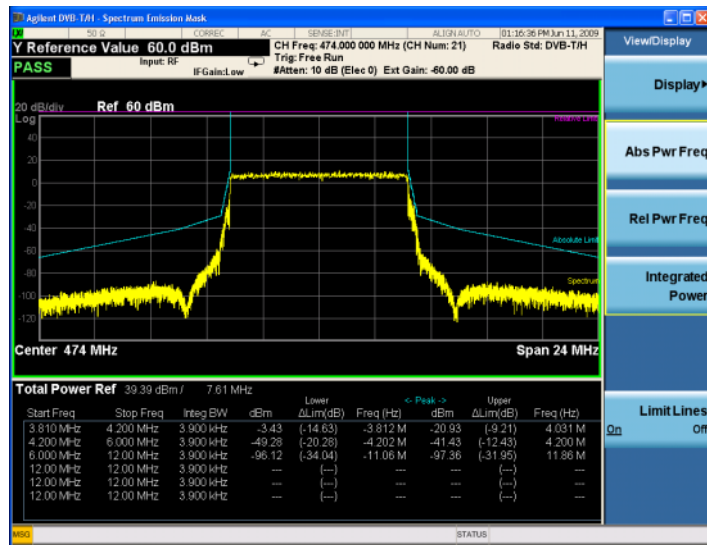 Agilent DVB-T/H - Spectrum Emission Mask
50 Ω CORREC AC SENSE:INT ALIGN AUTO 01:16:36 PM Jun 11, 2009
Y Reference Value 60.0 dBm
CH Freq: 474.000 000 MHz (CH Num: 21) Radio Std: DVB-T/H
Trig: Free Run
PASS Input: RF IFGain:Low #Atten: 10 dB (Elec 0) Ext Gain: -60.00 dB
View/Display
Display
Abs Pwr Freq
Rel Pwr Freq
Integrated
Power
Limit Lines
On Off
20 dB/div Ref 60 dBm
Log
Relative Limit
40
20
0
-20
-40
Absolute Limit
-60
-80
Spectrum
-100
-120
Center 474 MHz Span 24 MHz
Total Power Ref 39.39 dBm / 7.61 MHz
Lower <- Peak -> Upper
Start Freq Stop Freq Integ BW dBm ΔLim(dB) Freq (Hz) dBm ΔLim(dB) Freq (Hz)
3.810 MHz 4.200 MHz 3.900 kHz -3.43 (-14.63) -3.812 M -20.93 (-9.21) 4.031 M
4.200 MHz 6.000 MHz 3.900 kHz -49.28 (-20.28) -4.202 M -41.43 (-12.43) 4.200 M
6.000 MHz 12.00 MHz 3.900 kHz -96.12 (-34.04) -11.06 M -97.36 (-31.95) 11.86 M
12.00 MHz 12.00 MHz 3.900 kHz --- (---) --- --- (---) ---
12.00 MHz 12.00 MHz 3.900 kHz --- (---) --- --- (---) ---
12.00 MHz 12.00 MHz 3.900 kHz --- (---) --- --- (---) ---
MSG STATUS